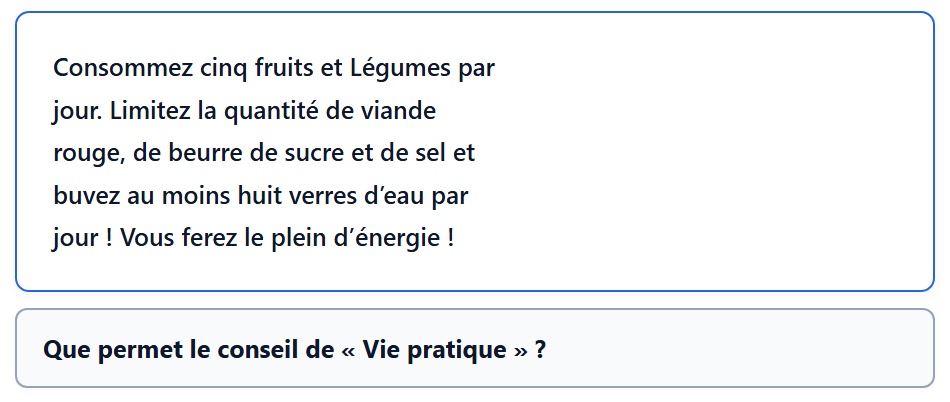 Consommez cinq fruits et Légumes par
jour. Limitez la quantité de viande
rouge, de beurre de sucre et de sel et
buvez au moins huit verres d’eau par
jour ! Vous ferez le plein d’énergie !
Que permet le conseil de « Vie pratique » ?